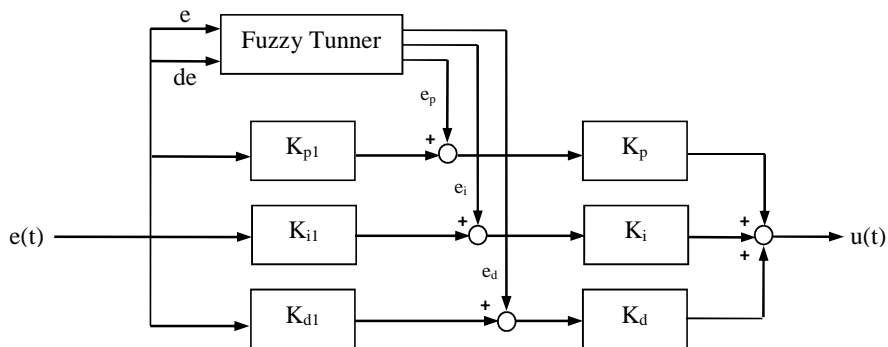 e
Fuzzy Tunner
de
e_p
+
K_p1
K_p
e_i
+
+
e(t)
K_i1
K_i
u(t)
+
e_d
+
K_d1
K_d